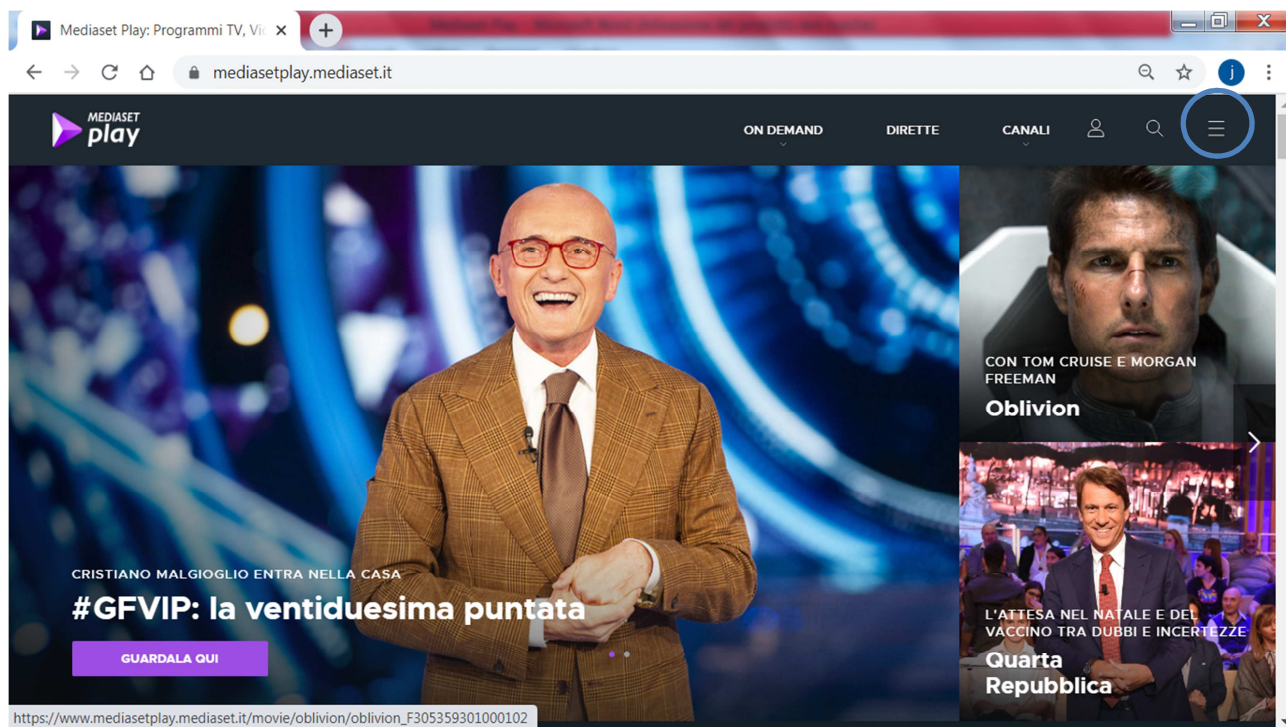 Mediaset Play: Programmi TV, Vic
mediasetplay.mediaset.it
j
MEDIASET
play
ON DEMAND
DIRETTE
CANALI
CRISTIANO MALGIOGLIO ENTRA NELLA CASA
#GFVIP: la ventiduesima puntata
GUARDALA QUI
CON TOM CRUISE E MORGAN
FREEMAN
Oblivion
L'ATTESA NEL NATALE E DEL
VACCINO TRA DUBBI E INCERTEZZE
Quarta
Repubblica
https://www.mediasetplay.mediaset.it/movie/oblivion/oblivion_F305359301000102